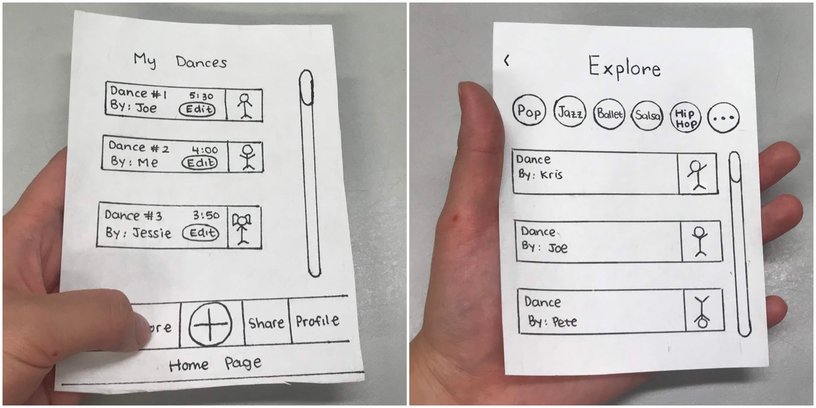 My Dances
Dance #1 5:30
By: Joe Edit
Dance #2 4:00
By: Me Edit
Dance #3 3:50
By: Jessie Edit
Share Profile
Home Page
<
Explore
Pop Jazz Ballet Salsa Hip Hop ...
Dance
By: Kris
Dance
By: Joe
Dance
By: Pete